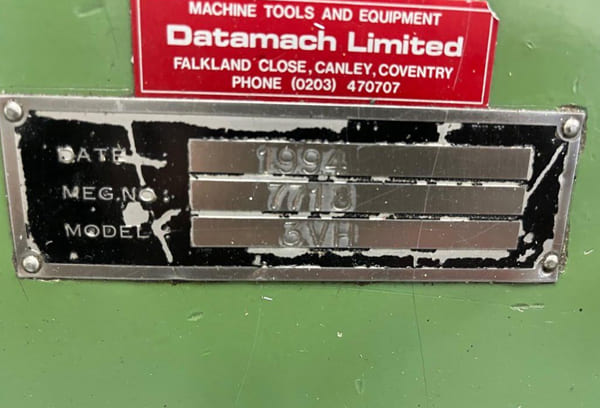 MACHINE TOOLS AND EQUIPMENT
Datamach Limited
FALKLAND CLOSE, CANLEY, COVENTRY
PHONE (0203) 470707
DATE 1994
MFG.NO. 7718
MODEL 3VH